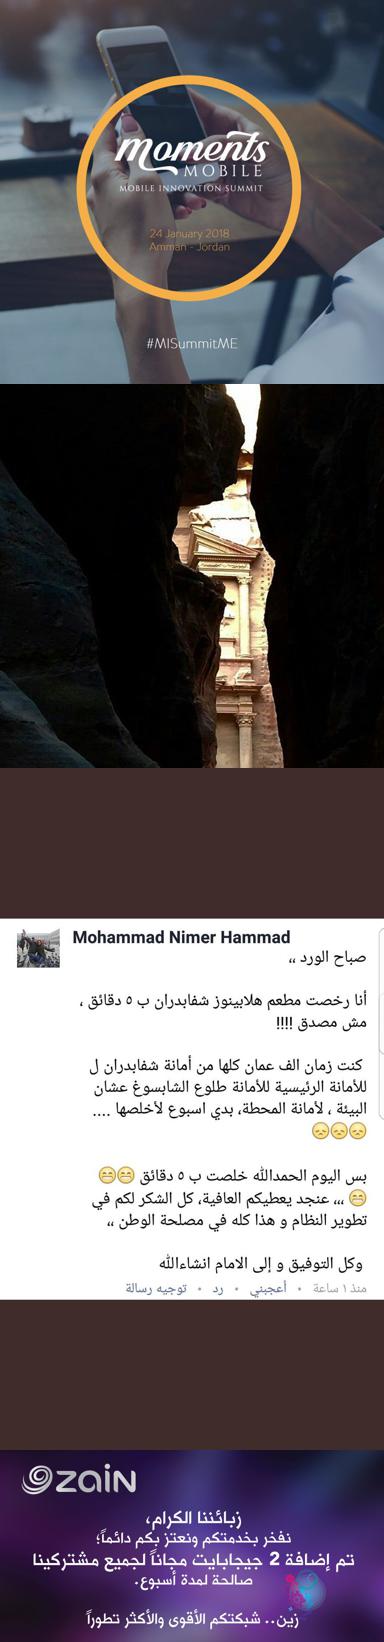 moments
MOBILE
MOBILE INNOVATION SUMMIT
24 January 2018
Amman - Jordan
#MISummitME
Mohammad Nimer Hammad
صباح الورد ،،
أنا رخصت مطعم هلابينوز شفابدران ب ٥ دقائق ،
مش مصدق !!!!
كنت زمان الف عمان كلها من أمانة شفابدران ل
للأمانة الرئيسية للأمانة طلوع الشابسوغ عشان
البيئة ، لأمانة المحطة، بدي اسبوع لأخلصها ....
😞😞😞
بس اليوم الحمدالله خلصت ب ٥ دقائق 😁😁
😁 ،،، عنجد يعطيكم العافية، كل الشكر لكم في
تطوير النظام و هذا كله في مصلحة الوطن ،،
وكل التوفيق و إلى الامام انشاءالله
منذ ١ ساعة • أعجبني • رد • توجيه رسالة
zain
زبائننا الكرام،
نفخر بخدمتكم ونعتز بكم دائماً؛
تم إضافة 2 جيجابايت مجاناً لجميع مشتركينا
صالحة لمدة أسبوع.
زين.. شبكتكم الأقوى والأكثر تطوراً